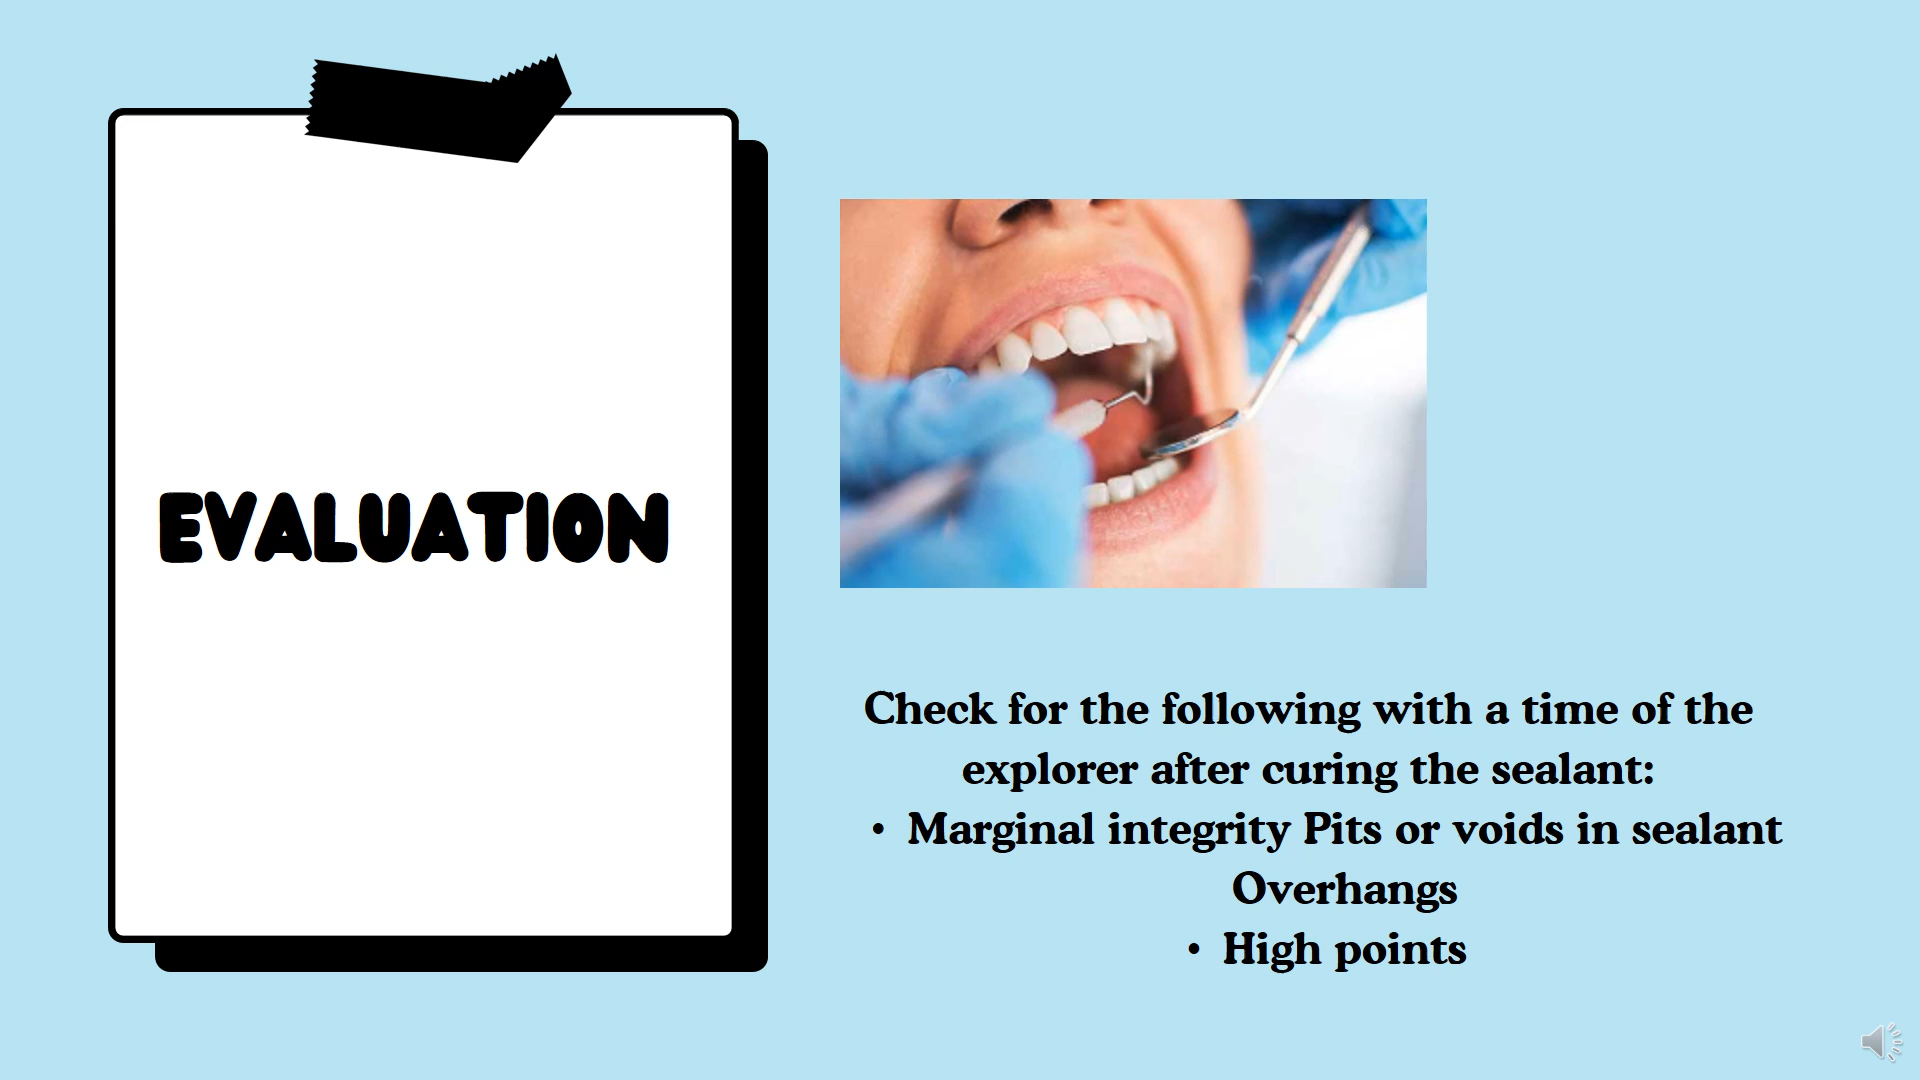 EVALUATION
Check for the following with a time of the
explorer after curing the sealant:
• Marginal integrity Pits or voids in sealant
Overhangs
• High points